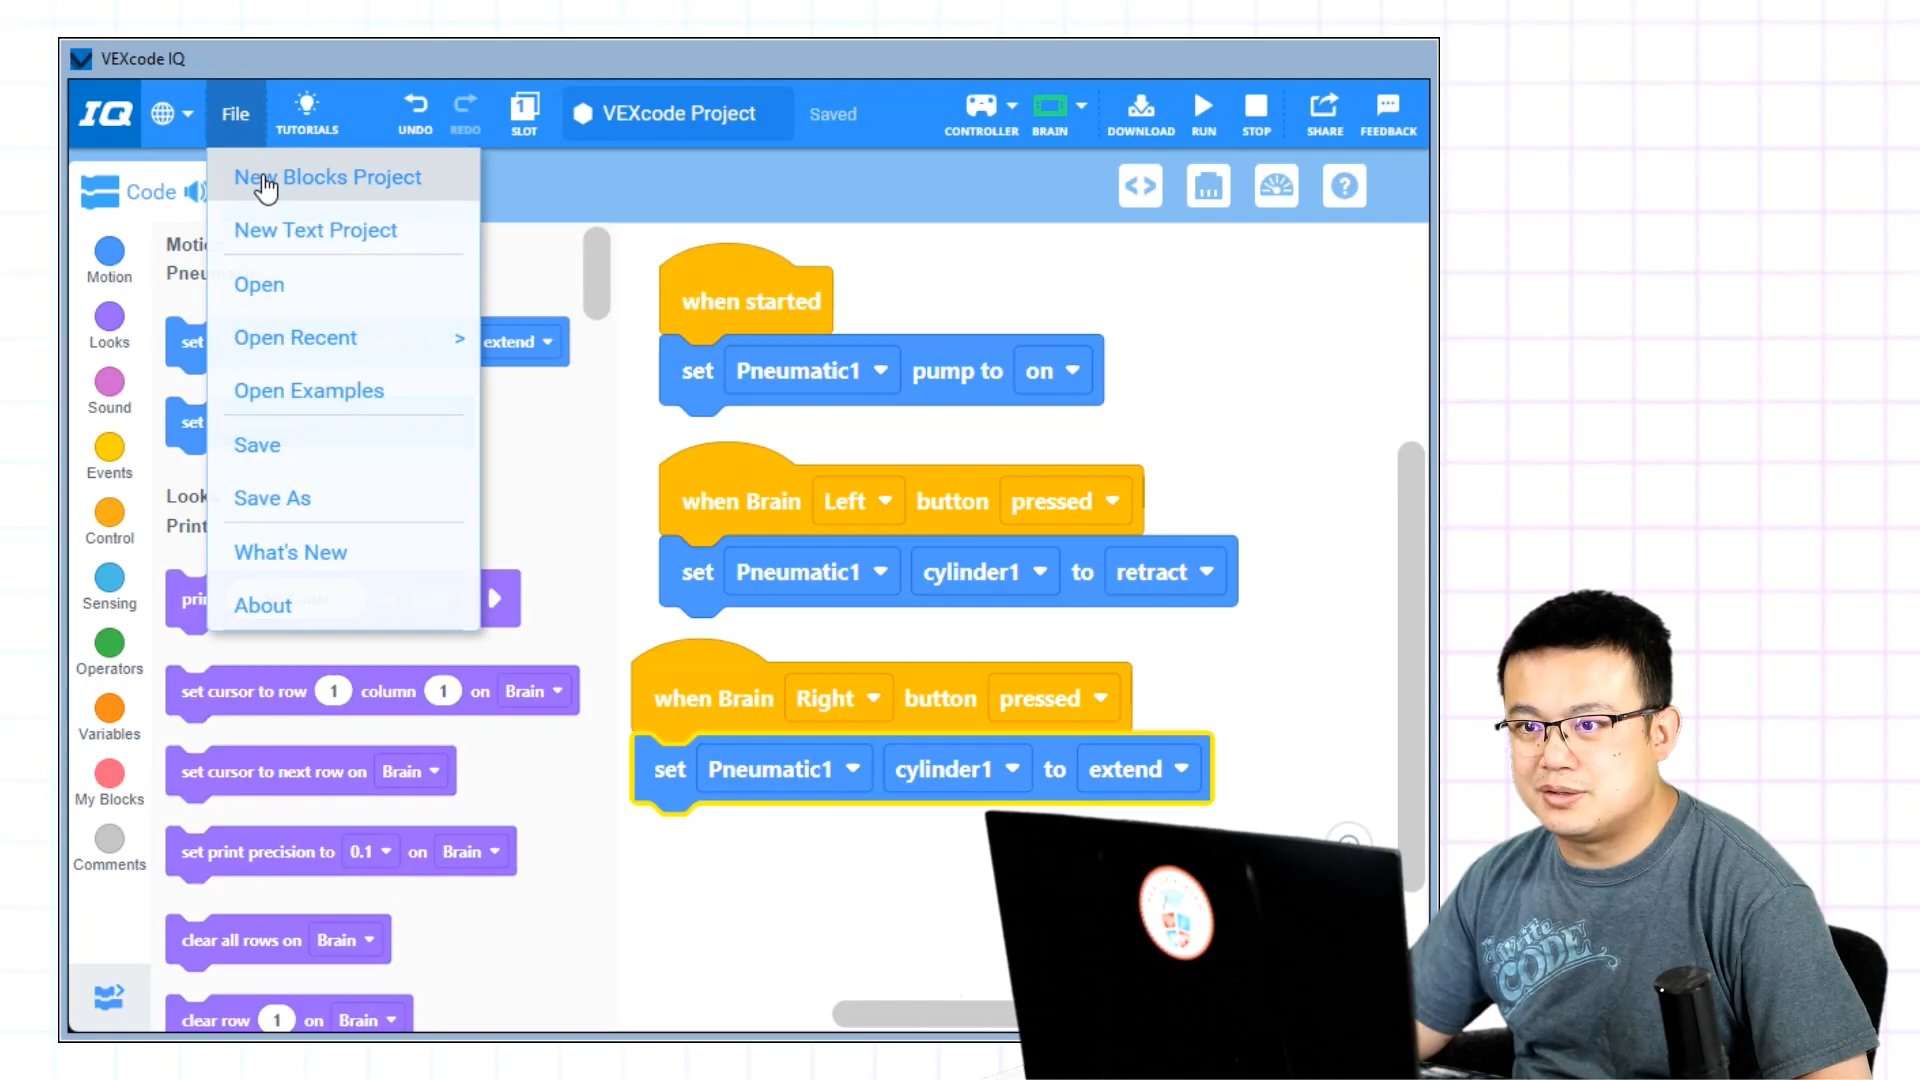 VEXcode IQ
IQ
File
TUTORIALS
UNDO
REDO
1
SLOT
VEXcode Project
Saved
CONTROLLER
BRAIN
DOWNLOAD
RUN
STOP
SHARE
FEEDBACK
Code
New Blocks Project
New Text Project
Open
Open Recent >
Open Examples
Save
Save As
What's New
About
Motion
Looks
Sound
Events
Control
Sensing
Operators
Variables
My Blocks
Comments
set extend
set
set cursor to row 1 column 1 on Brain
set cursor to next row on Brain
set print precision to 0.1 on Brain
clear all rows on Brain
clear row 1 on Brain
when started
set Pneumatic1 pump to on
when Brain Left button pressed
set Pneumatic1 cylinder1 to retract
when Brain Right button pressed
set Pneumatic1 cylinder1 to extend
write
CODE